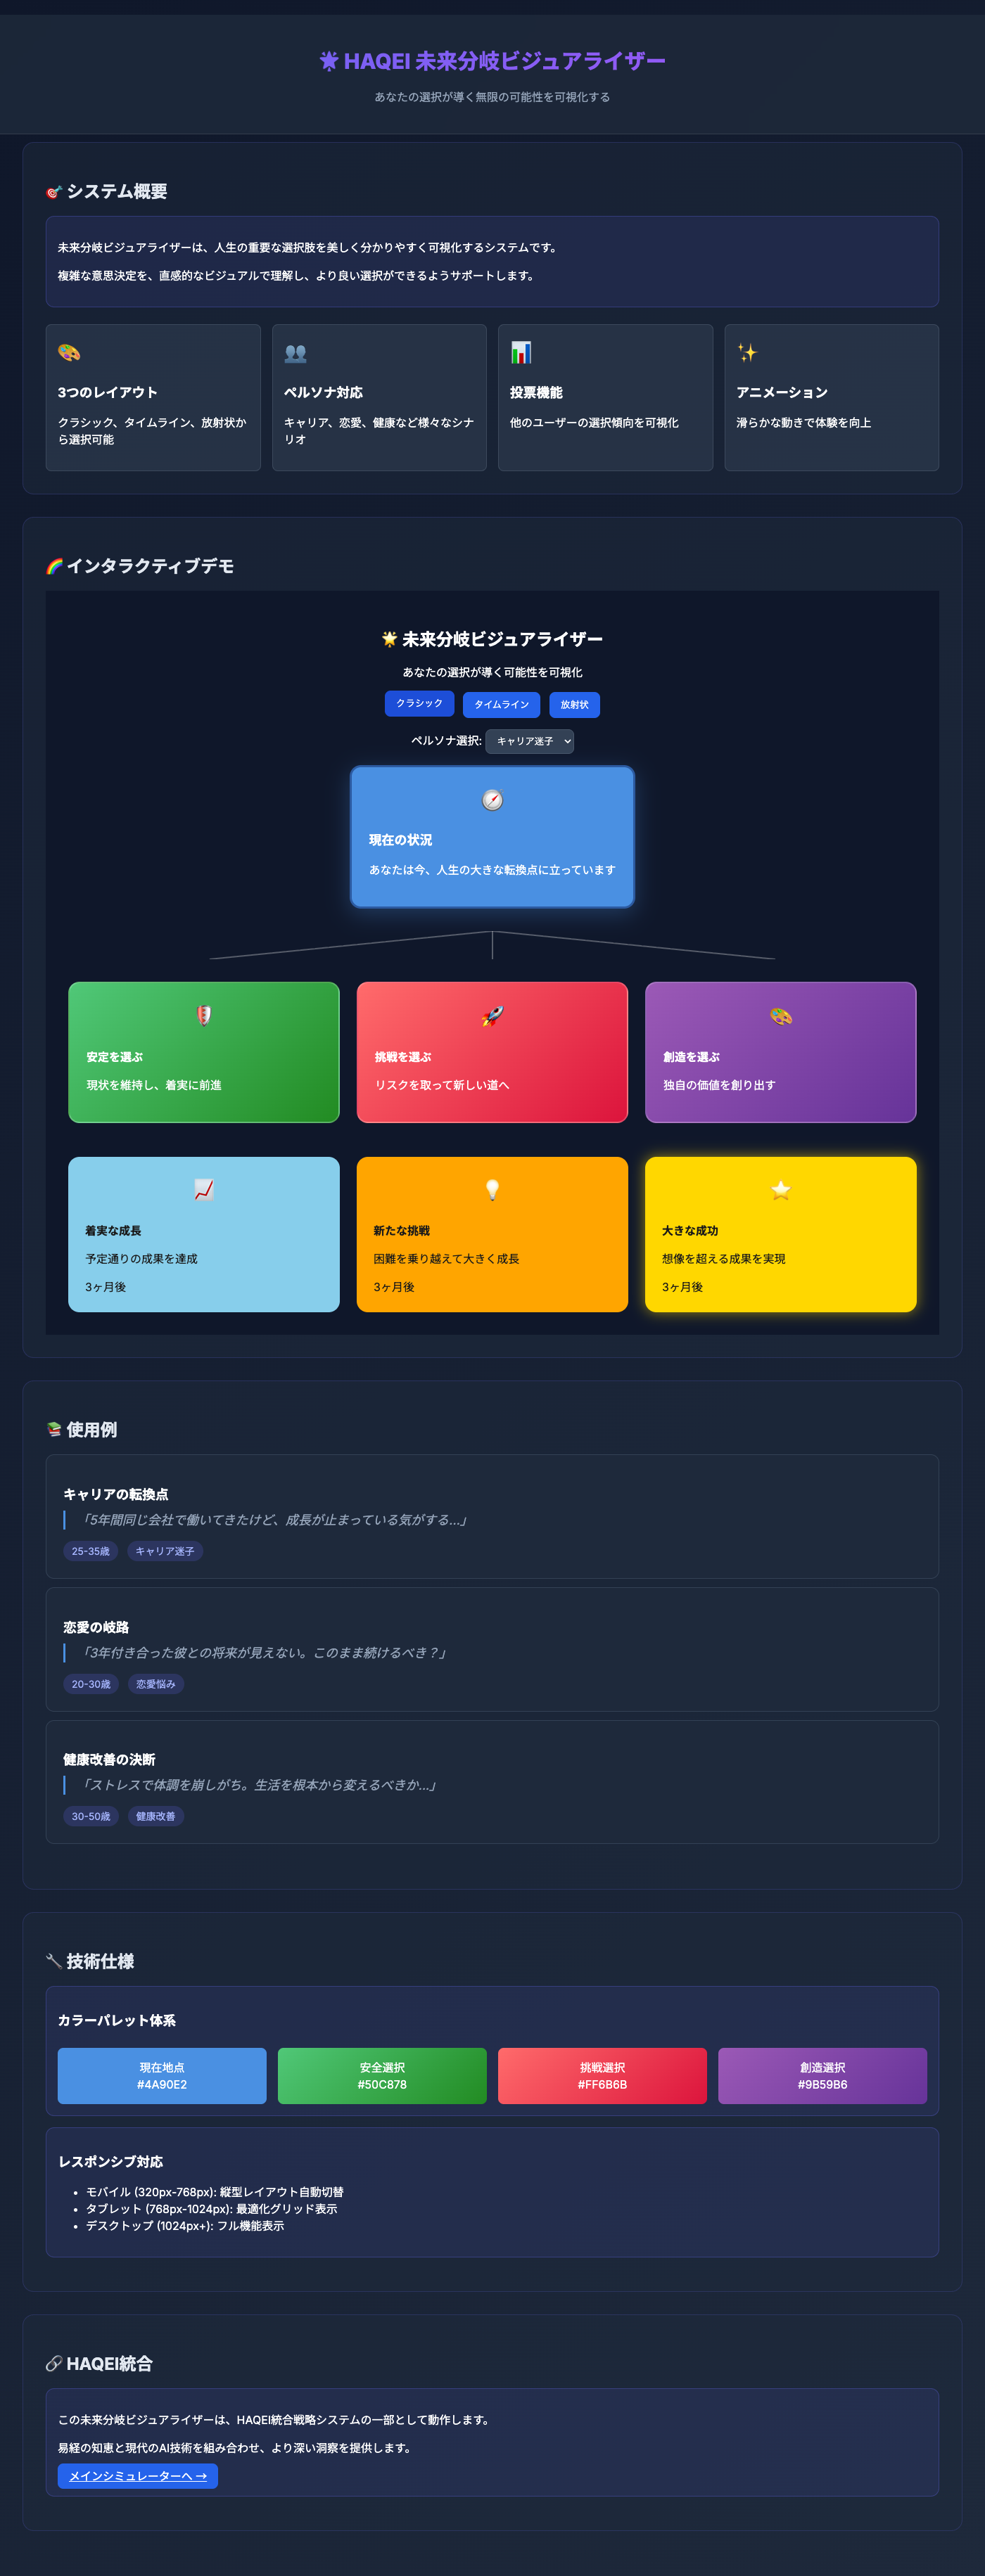 HAQEI 未来分岐ビジュアライザー
あなたの選択が導く無限の可能性を可視化する
システム概要
未来分岐ビジュアライザーは、人生の重要な選択肢を美しく分かりやすく可視化するシステムです。
複雑な意思決定を、直感的なビジュアルで理解し、より良い選択ができるようサポートします。
3つのレイアウト
クラシック、タイムライン、放射状か
ら選択可能
ペルソナ対応
キャリア、恋愛、健康など様々なシナ
リオ
投票機能
他のユーザーの選択傾向を可視化
アニメーション
滑らかな動きで体験を向上
インタラクティブデモ
未来分岐ビジュアライザー
あなたの選択が導く可能性を可視化
クラシック
タイムライン
放射状
ペルソナ選択: キャリア迷子
現在の状況
あなたは今、人生の大きな転換点に立っています
安定を選ぶ
現状を維持し、着実に前進
挑戦を選ぶ
リスクを取って新しい道へ
創造を選ぶ
独自の価値を創り出す
着実な成長
予定通りの成果を達成
3ヶ月後
新たな挑戦
困難を乗り越えて大きく成長
3ヶ月後
大きな成功
想像を超える成果を実現
3ヶ月後
使用例
キャリアの転換点
「5年間同じ会社で働いてきたけど、成長が止まっている気がする...」
25-35歳
キャリア迷子
恋愛の岐路
「3年付き合った彼との将来が見えない。このまま続けるべき？」
20-30歳
恋愛悩み
健康改善の決断
「ストレスで体調を崩しがち。生活を根本から変えるべきか...」
30-50歳
健康改善
技術仕様
カラーパレット体系
現在地点
#4A90E2
安全選択
#50C878
挑戦選択
#FF6B6B
創造選択
#9B59B6
レスポンシブ対応
• モバイル (320px-768px): 縦型レイアウト自動切替
• タブレット (768px-1024px): 最適化グリッド表示
• デスクトップ (1024px+): フル機能表示
HAQEI統合
この未来分岐ビジュアライザーは、HAQEI統合戦略システムの一部として動作します。
易経の知恵と現代のAI技術を組み合わせ、より深い洞察を提供します。
メインシミュレーターへ →